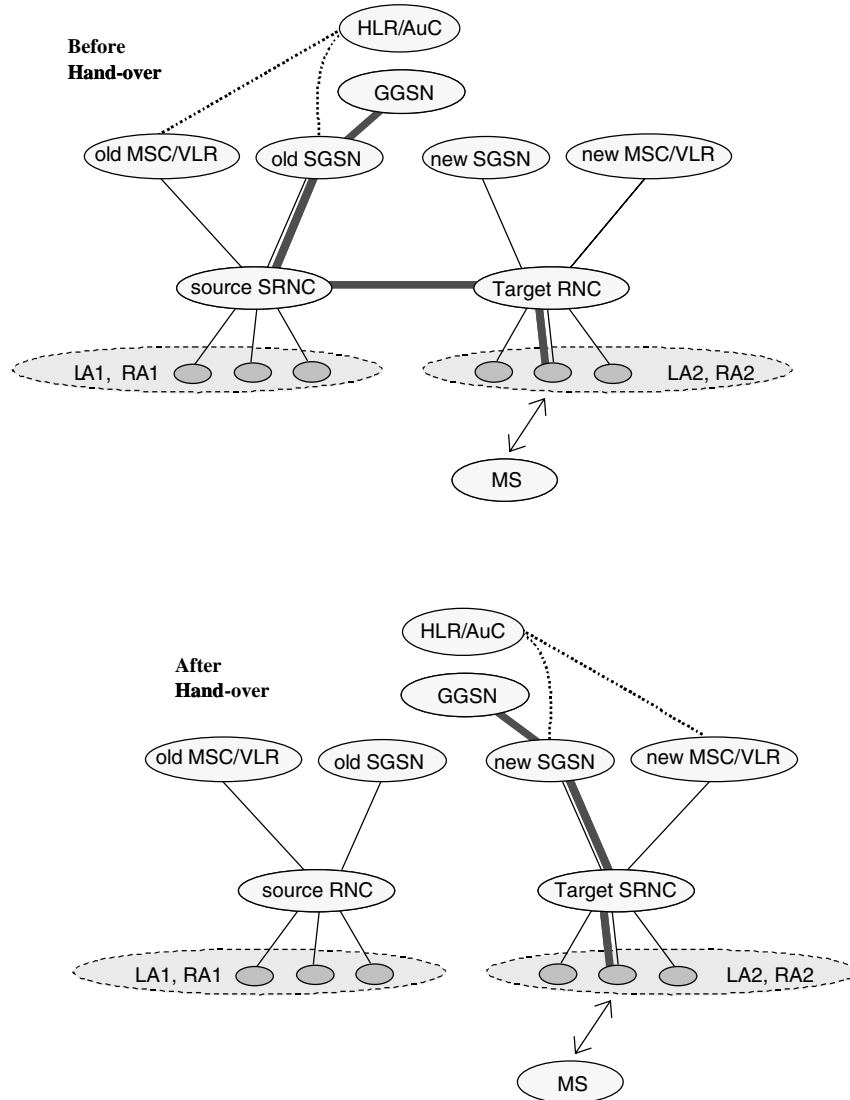 HLR/AuC
Before
Hand-over
GGSN
old MSC/VLR
old SGSN
new SGSN
new MSC/VLR
source SRNC
Target RNC
LA1, RA1
LA2, RA2
MS
HLR/AuC
After
Hand-over
GGSN
old MSC/VLR
old SGSN
new SGSN
new MSC/VLR
source RNC
Target SRNC
LA1, RA1
LA2, RA2
MS